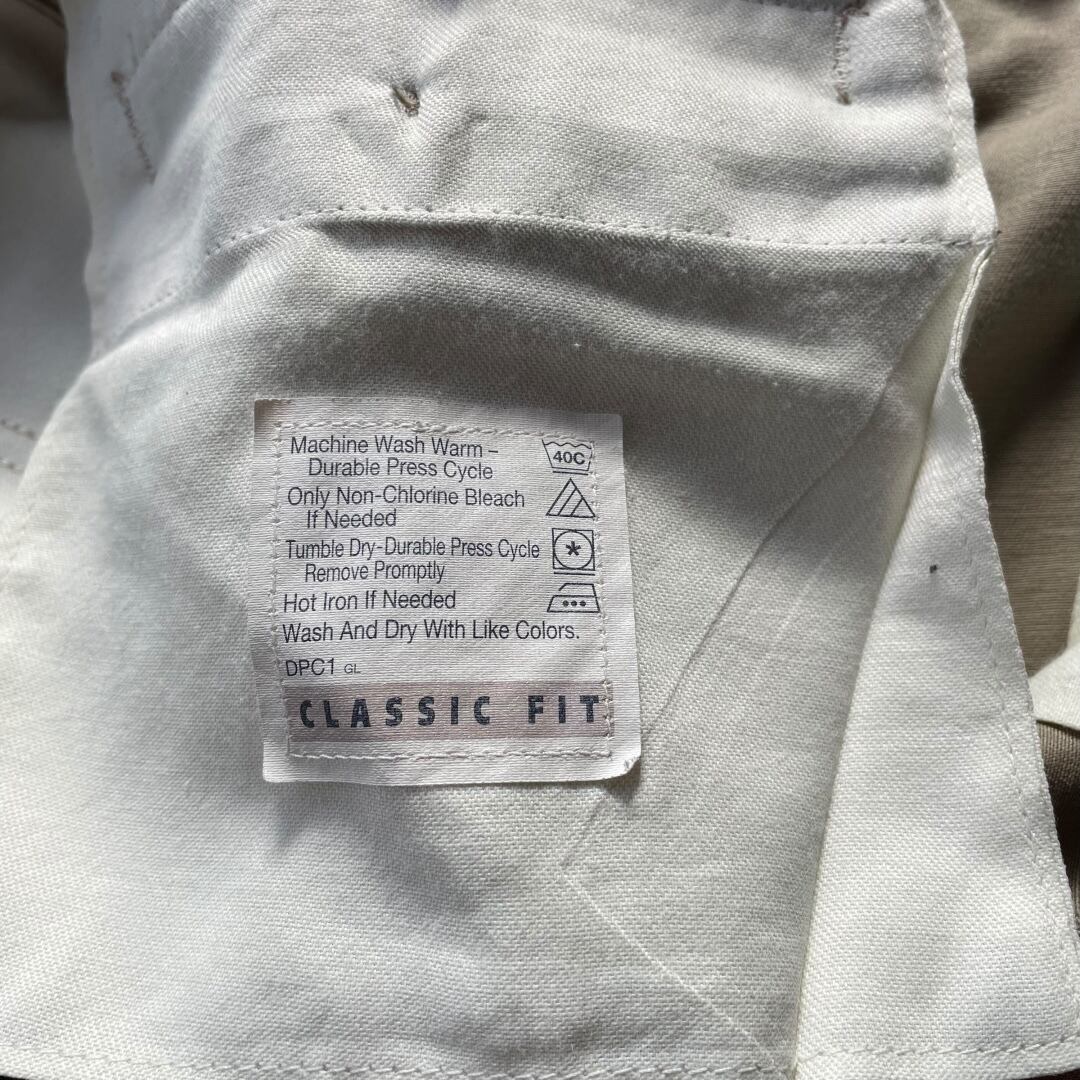 Machine Wash Warm –
Durable Press Cycle
40C
Only Non-Chlorine Bleach
If Needed
Tumble Dry-Durable Press Cycle
Remove Promptly
Hot Iron If Needed
Wash And Dry With Like Colors.
DPC1 GL
CLASSIC FIT